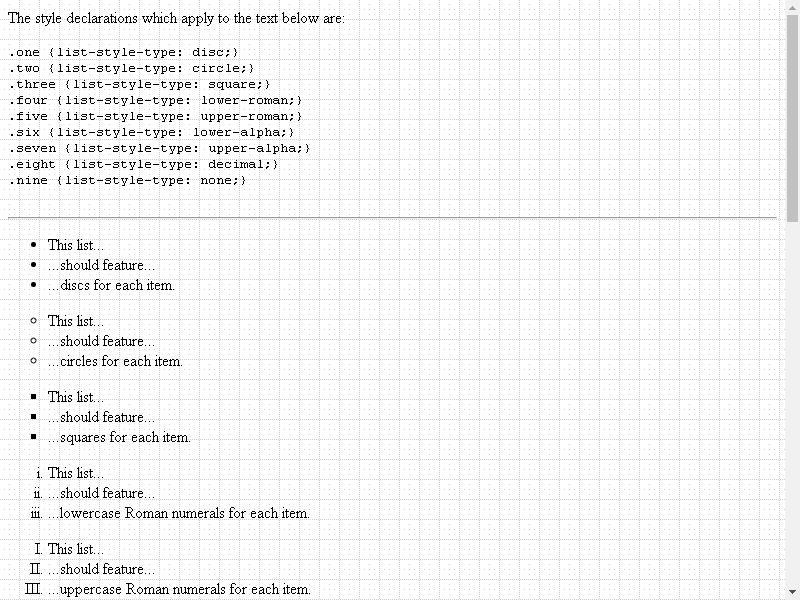 The style declarations which apply to the text below are:
.one {list-style-type: disc;}
.two {list-style-type: circle;}
.three {list-style-type: square;}
.four {list-style-type: lower-roman;}
.five {list-style-type: upper-roman;}
.six {list-style-type: lower-alpha;}
.seven {list-style-type: upper-alpha;}
.eight {list-style-type: decimal;}
.nine {list-style-type: none;}
• This list...
• ...should feature...
• ...discs for each item.
○ This list...
○ ...should feature...
○ ...circles for each item.
▪ This list...
▪ ...should feature...
▪ ...squares for each item.
i. This list...
ii. ...should feature...
iii. ...lowercase Roman numerals for each item.
I. This list...
II. ...should feature...
III. ...uppercase Roman numerals for each item.